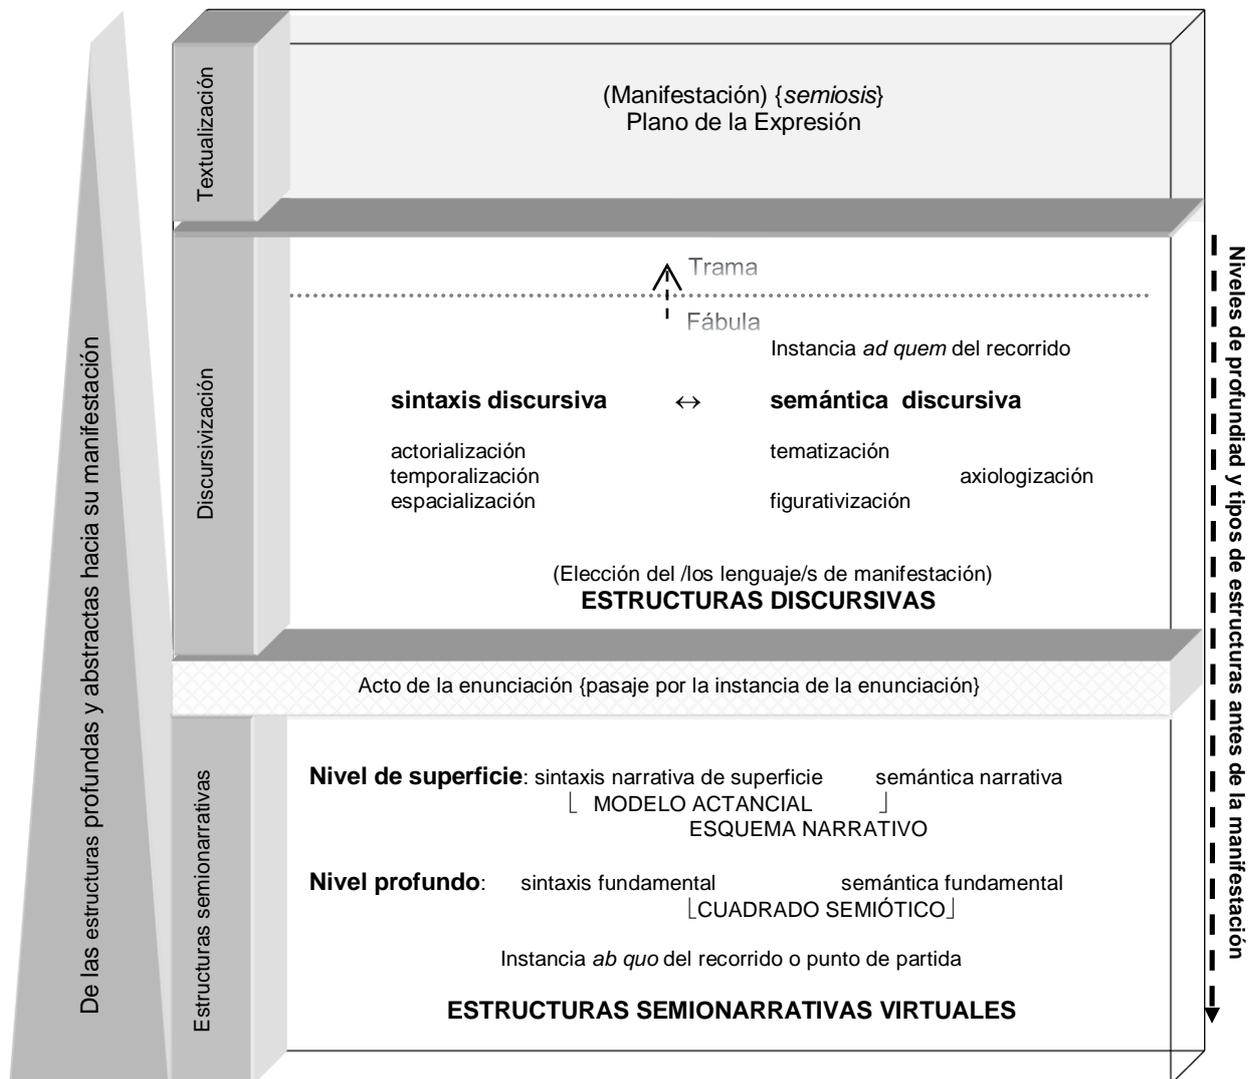 De las estructuras profundas y abstractas hacia su manifestación
Textualización
(Manifestación) {semiosis}
Plano de la Expresión
Discursivización
Trama
Fábula
Instancia ad quem del recorrido
sintaxis discursiva ↔ semántica discursiva
actorialización tematización
temporalización axiologización
espacialización figurativización
(Elección del /los lenguaje/s de manifestación)
ESTRUCTURAS DISCURSIVAS
Acto de la enunciación {pasaje por la instancia de la enunciación}
Estructuras semionarrativas
Nivel de superficie: sintaxis narrativa de superficie semántica narrativa
⎣ MODELO ACTANCIAL ⎦
ESQUEMA NARRATIVO
Nivel profundo: sintaxis fundamental semántica fundamental
⎣CUADRADO SEMIÓTICO⎦
Instancia ab quo del recorrido o punto de partida
ESTRUCTURAS SEMIONARRATIVAS VIRTUALES
Niveles de profundiad y tipos de estructuras antes de la manifestación